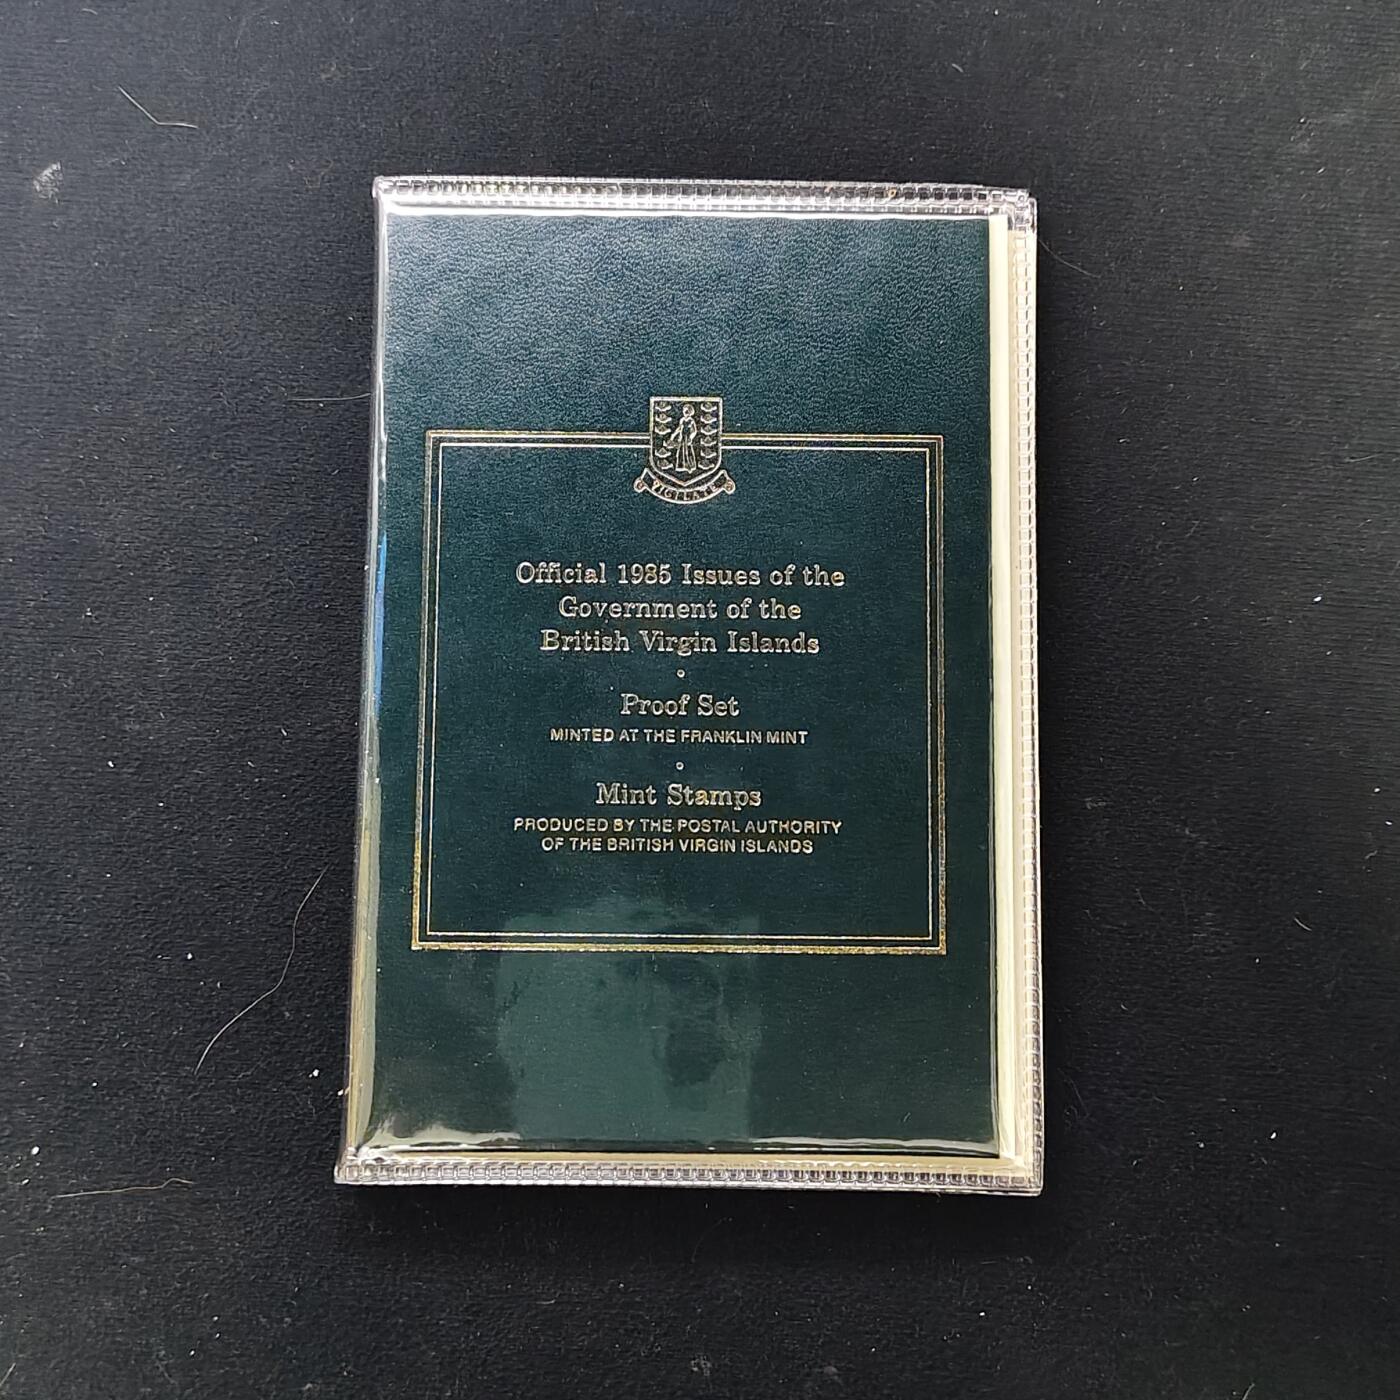 VIGILATE
Official 1985 Issues of the
Government of the
British Virgin Islands
Proof Set
MINTED AT THE FRANKLIN MINT
Mint Stamps
PRODUCED BY THE POSTAL AUTHORITY
OF THE BRITISH VIRGIN ISLANDS